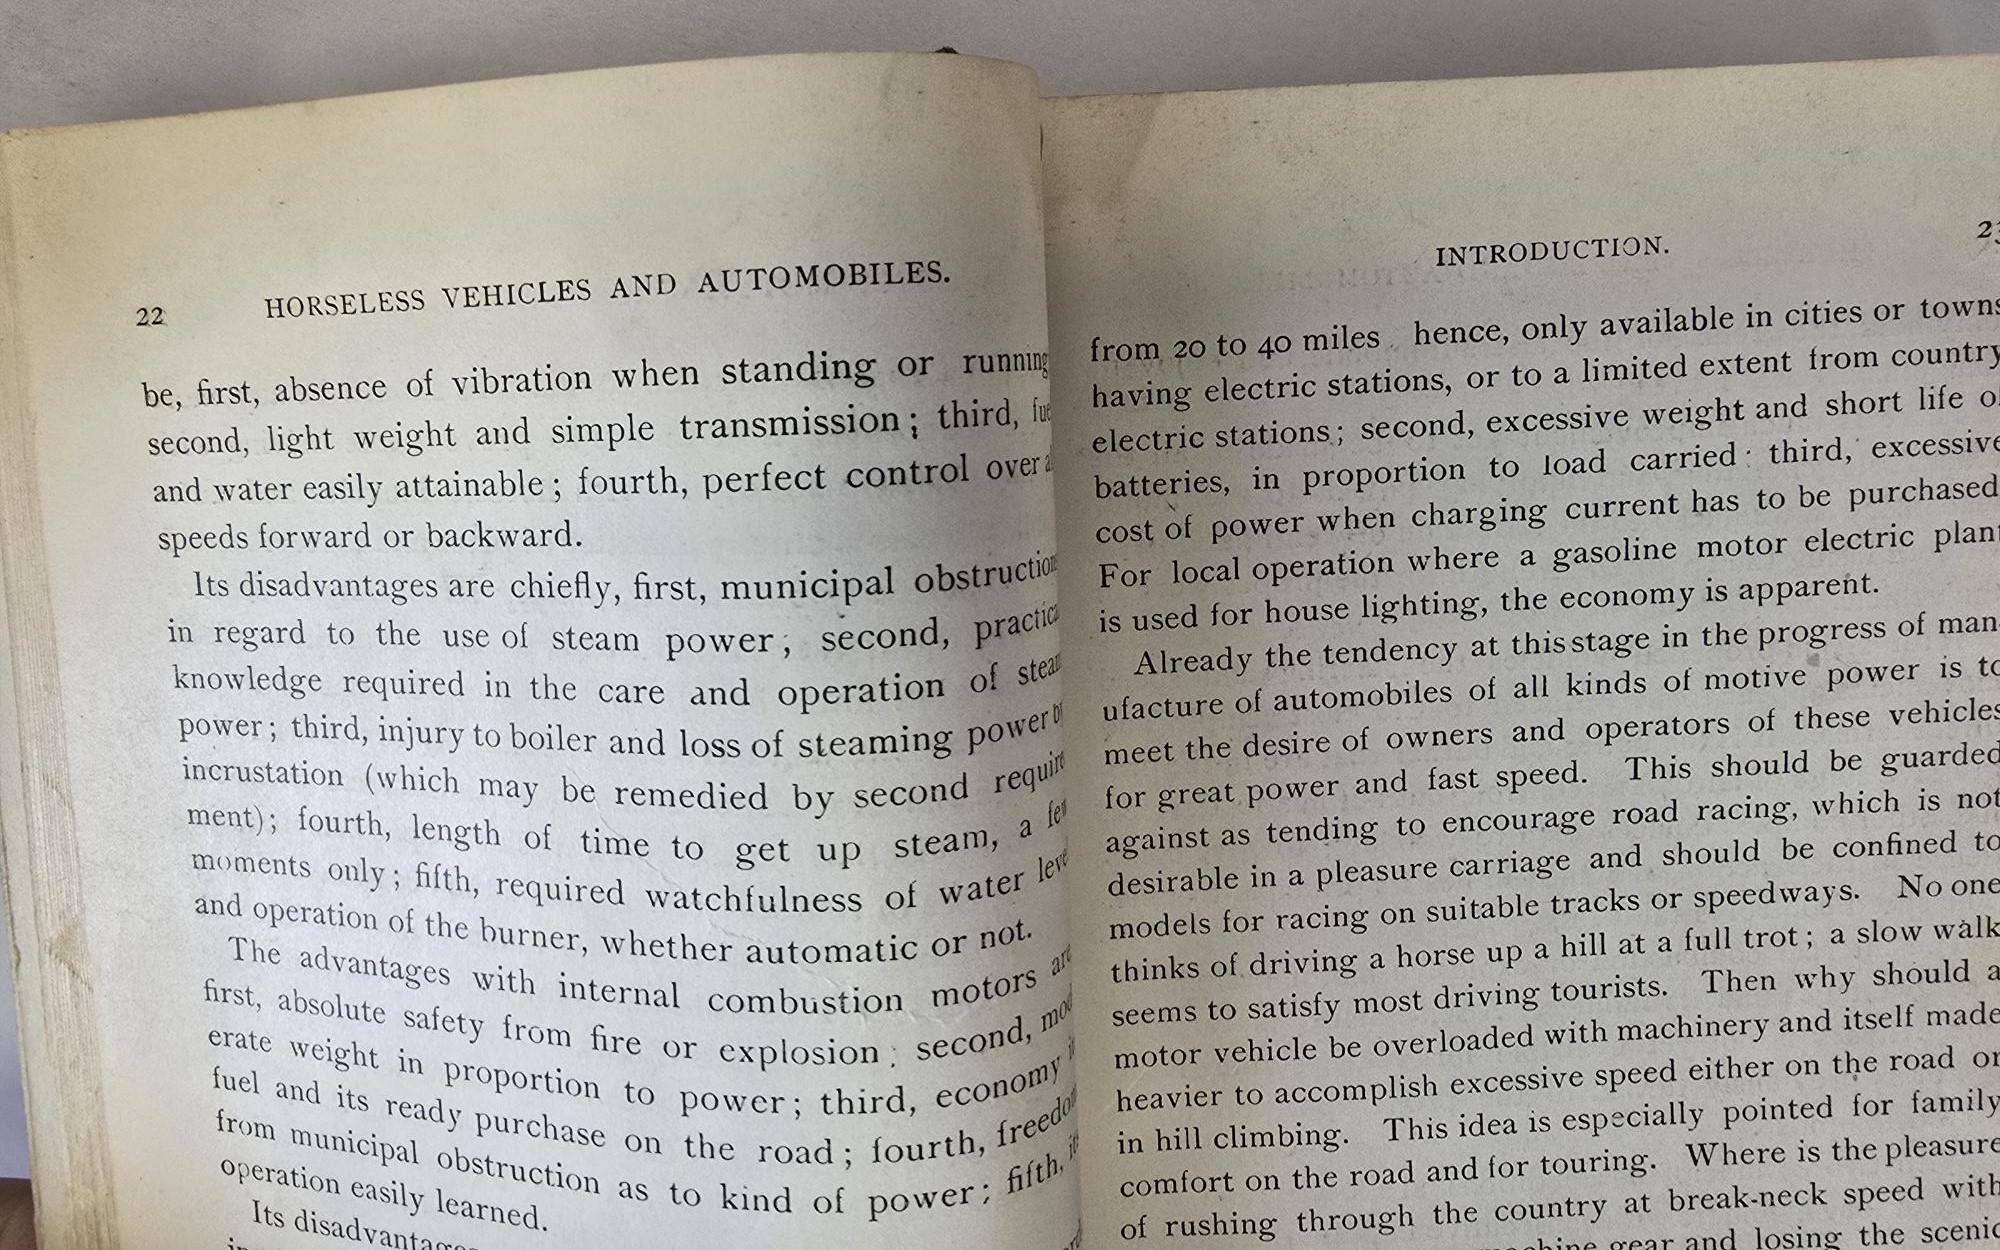 22 HORSELESS VEHICLES AND AUTOMOBILES.
be, first, absence of vibration when standing or running
second, light weight and simple transmission; third,
and water easily attainable; fourth, perfect control over
speeds forward or backward.
Its disadvantages are chiefly, first, municipal obstruction
in regard to the use of steam power; second,
knowledge required in the care and operation of
power; third, injury to boiler and loss of steaming power
incrustation (which may be remedied by second require
ment); fourth, length of time to get up steam, a few
moments only; fifth, required watchfulness of water
and operation of the burner, whether automatic or not.
The advantages with internal combustion motors are
first, absolute safety from fire or explosion; second, mod
erate weight in proportion to power; third, economy
fuel and its ready purchase on the road; fourth, freedom
from municipal obstruction as to kind of power; fifth,
operation easily learned.
Its
INTRODUCTION.
from 20 to 40 miles hence, only available in cities or towns
having electric stations, or to a limited extent from country
electric stations; second, excessive weight and short life of
batteries, in proportion to load carried: third, excessive
cost of power when charging current has to be purchased
For local operation where a gasoline motor electric plant
is used for house lighting, the economy is apparent.
Already the tendency at this stage in the progress of man
ufacture of automobiles of all kinds of motive power is to
meet the desire of owners and operators of these vehicles
for great power and fast speed. This should be guarded
against as tending to encourage road racing, which is not
desirable in a pleasure carriage and should be confined to
models for racing on suitable tracks or speedways. No one
thinks of driving a horse up a hill at a full trot; a slow walk
seems to satisfy most driving tourists. Then why should a
motor vehicle be overloaded with machinery and itself made
heavier to accomplish excessive speed either on the road or
in hill climbing. This idea is especially pointed for family
comfort on the road and for touring. Where is the pleasure
of rushing through the country at break-neck speed with
gear and losing the